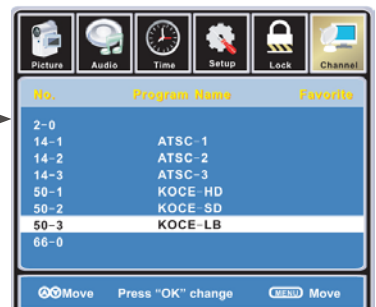 Picture Audio Time Setup Lock Channel
No. Program Name Favorite
2-0
14-1 ATSC-1
14-2 ATSC-2
14-3 ATSC-3
50-1 KOCE-HD
50-2 KOCE-SD
50-3 KOCE-LB
66-0
Move Press “OK” change MENU Move